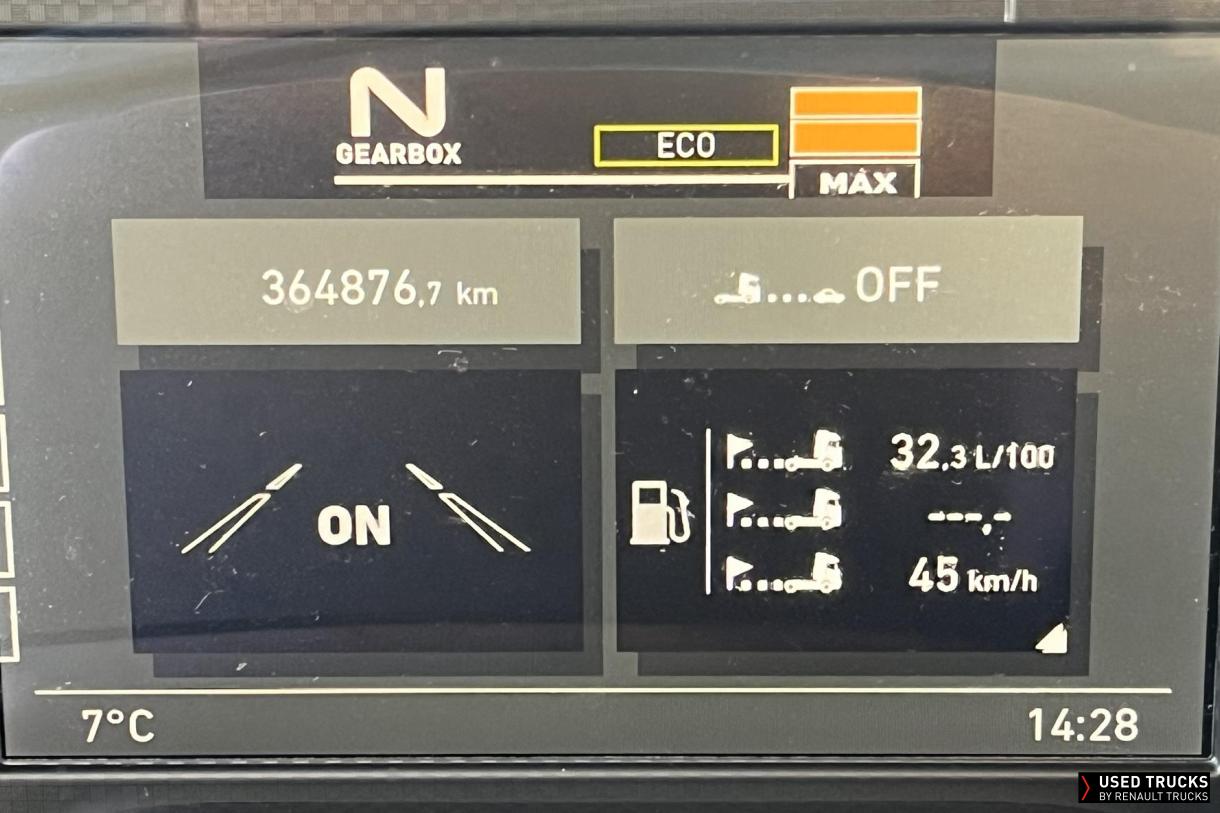 N
GEARBOX
ECO
MAX
364876,7 km
OFF
ON
32,3 L/100
---,-
45 km/h
7°C
14:28
USED TRUCKS
BY RENAULT TRUCKS